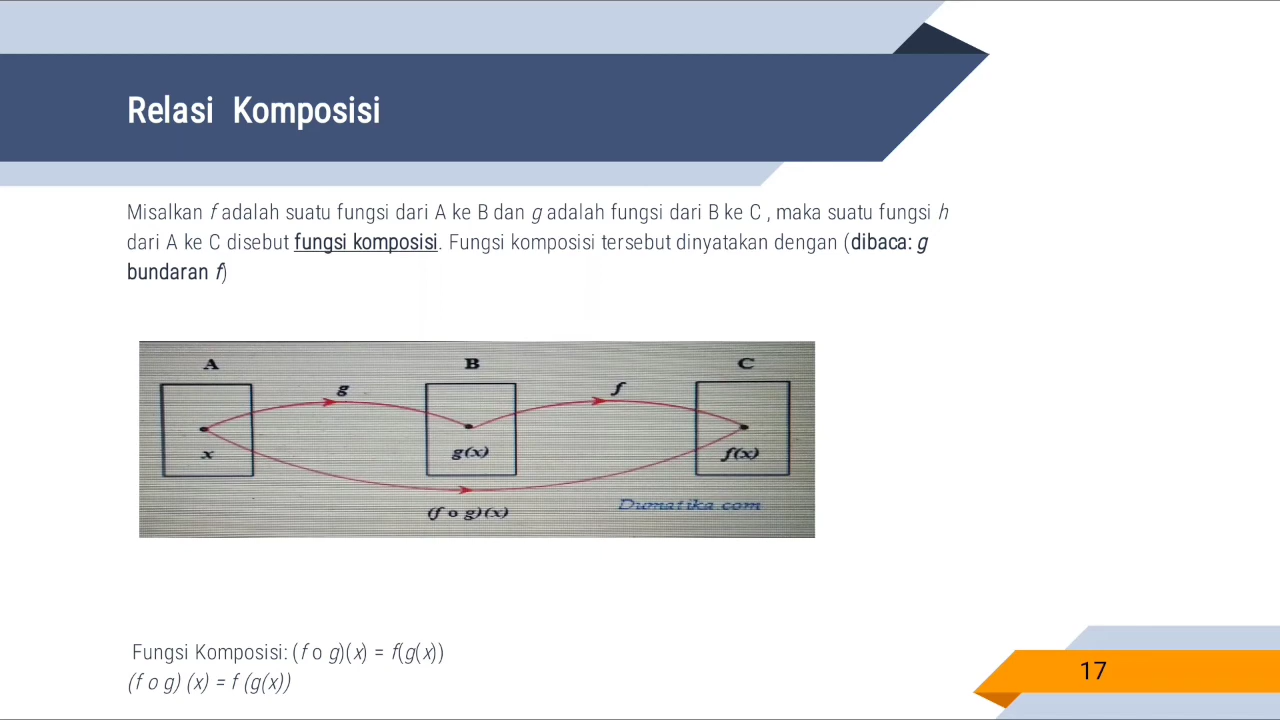 Relasi Komposisi
Misalkan f adalah suatu fungsi dari A ke B dan g adalah fungsi dari B ke C , maka suatu fungsi h
dari A ke C disebut fungsi komposisi. Fungsi komposisi tersebut dinyatakan dengan (dibaca: g
bundaran f)
A B C
g f
x g(x) f(x)
(f o g)(x) Dumatika com
Fungsi Komposisi: (f o g)(x) = f(g(x))
(f o g) (x) = f (g(x))
17